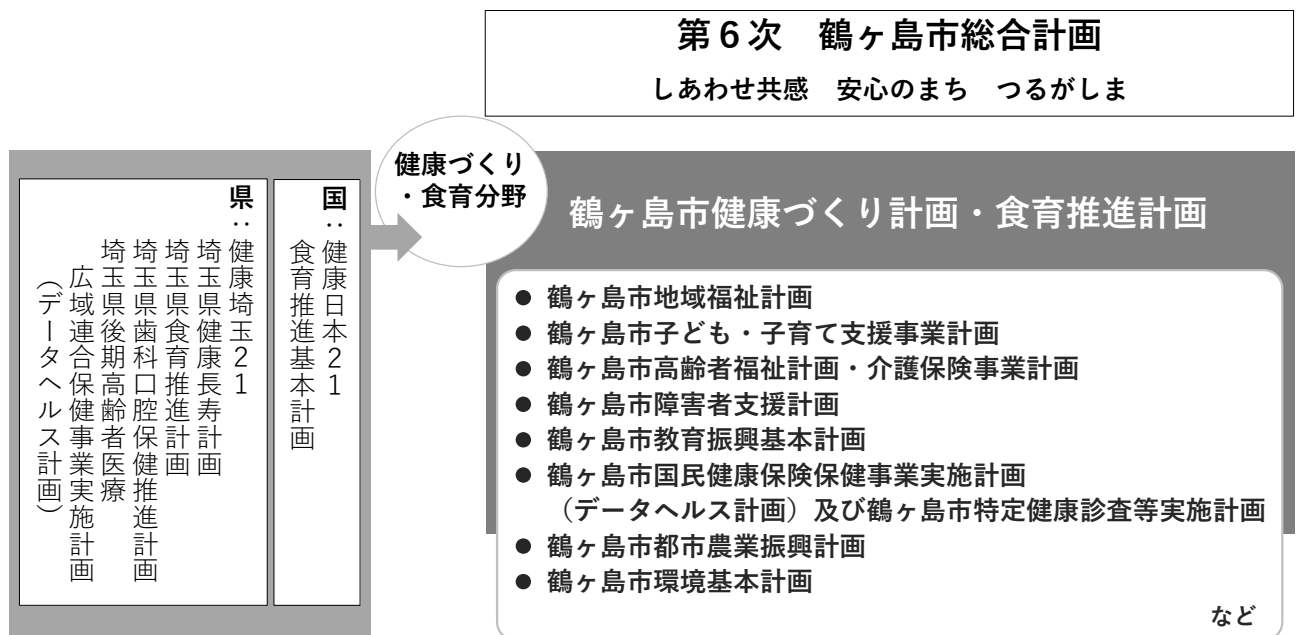 第６次　鶴ヶ島市総合計画
しあわせ共感　安心のまち　つるがしま
健康づくり
・食育分野
国：健康日本２１
食育推進基本計画
県：健康埼玉２１
埼玉県健康長寿計画
埼玉県食育推進計画
埼玉県歯科口腔保健推進計画
埼玉県後期高齢者医療
広域連合保健事業実施計画
（データヘルス計画）
鶴ヶ島市健康づくり計画・食育推進計画
● 鶴ヶ島市地域福祉計画
● 鶴ヶ島市子ども・子育て支援事業計画
● 鶴ヶ島市高齢者福祉計画・介護保険事業計画
● 鶴ヶ島市障害者支援計画
● 鶴ヶ島市教育振興基本計画
● 鶴ヶ島市国民健康保険保健事業実施計画
（データヘルス計画）及び鶴ヶ島市特定健康診査等実施計画
● 鶴ヶ島市都市農業振興計画
● 鶴ヶ島市環境基本計画
など